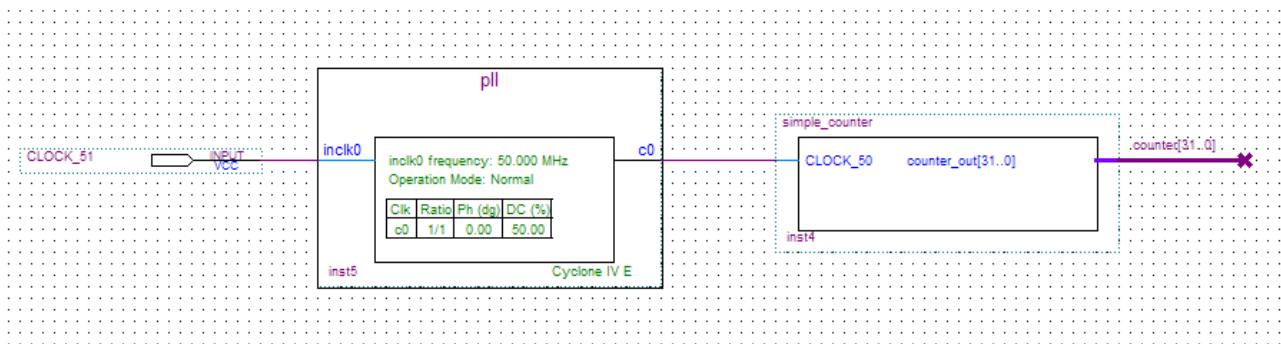 pll
simple_counter
CLOCK_51
INPUT
VCC
inclk0
c0
inclk0 frequency: 50.000 MHz
Operation Mode: Normal
Clk Ratio Ph (dg) DC (%)
c0 1/1 0.00 50.00
inst5
Cyclone IV E
CLOCK_50
counter_out[31..0]
counter[31..0]
inst4